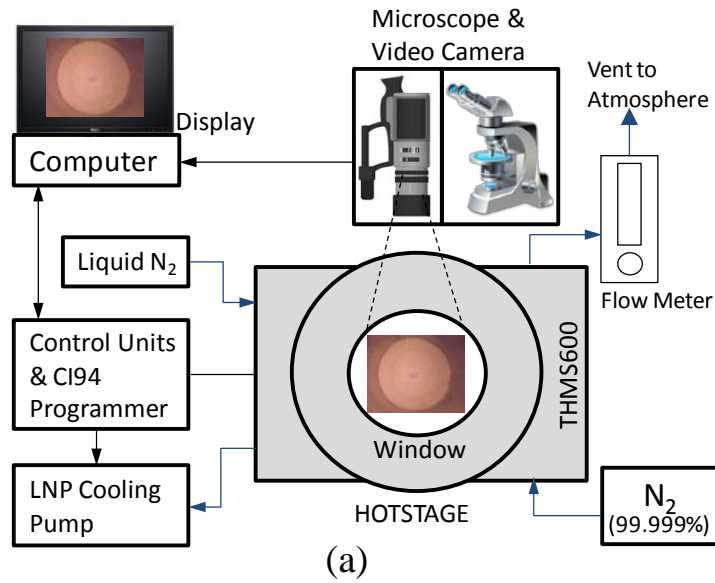 Microscope &
Video Camera
Vent to
Atmosphere
Display
Computer
Liquid N₂
Flow Meter
Control Units
& CI94
Programmer
THMS600
Window
LNP Cooling
Pump
HOTSTAGE
N₂
(99.999%)
(a)